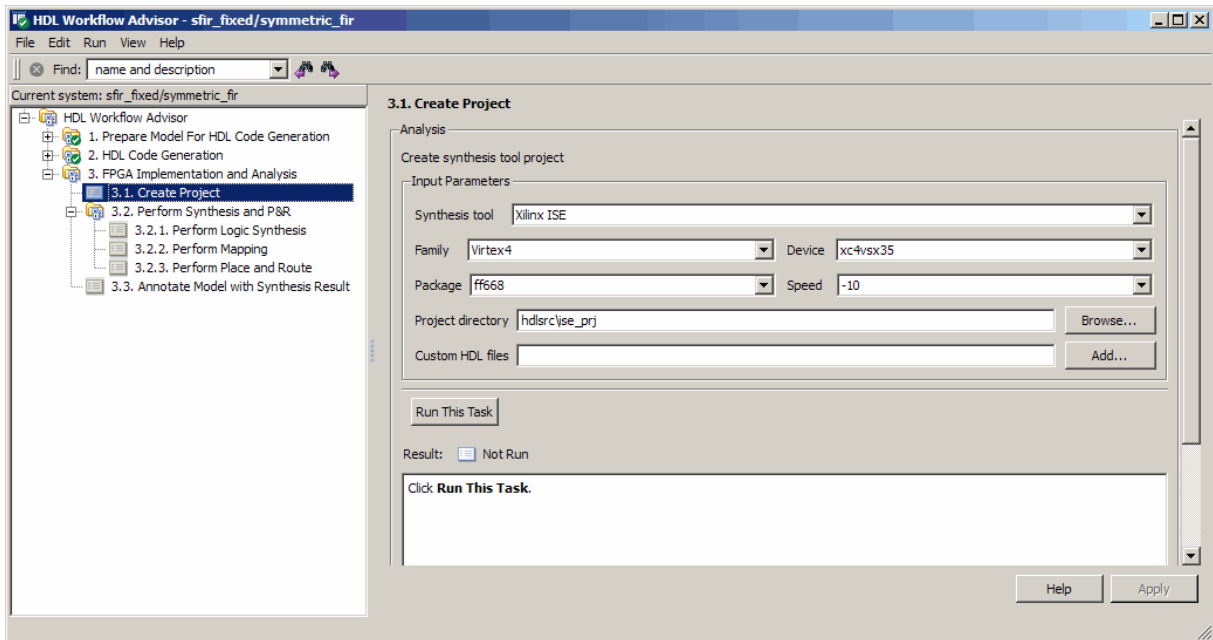 HDL Workflow Advisor - sfir_fixed/symmetric_fir
File Edit Run View Help
Find: name and description
Current system: sfir_fixed/symmetric_fir
HDL Workflow Advisor
1. Prepare Model For HDL Code Generation
2. HDL Code Generation
3. FPGA Implementation and Analysis
3.1. Create Project
3.2. Perform Synthesis and P&R
3.2.1. Perform Logic Synthesis
3.2.2. Perform Mapping
3.2.3. Perform Place and Route
3.3. Annotate Model with Synthesis Result
3.1. Create Project
Analysis
Create synthesis tool project
Input Parameters
Synthesis tool Xilinx ISE
Family Virtex4 Device xc4vsx35
Package ff668 Speed -10
Project directory hdlsrc\ise_prj Browse...
Custom HDL files Add...
Run This Task
Result: Not Run
Click Run This Task.
Help Apply